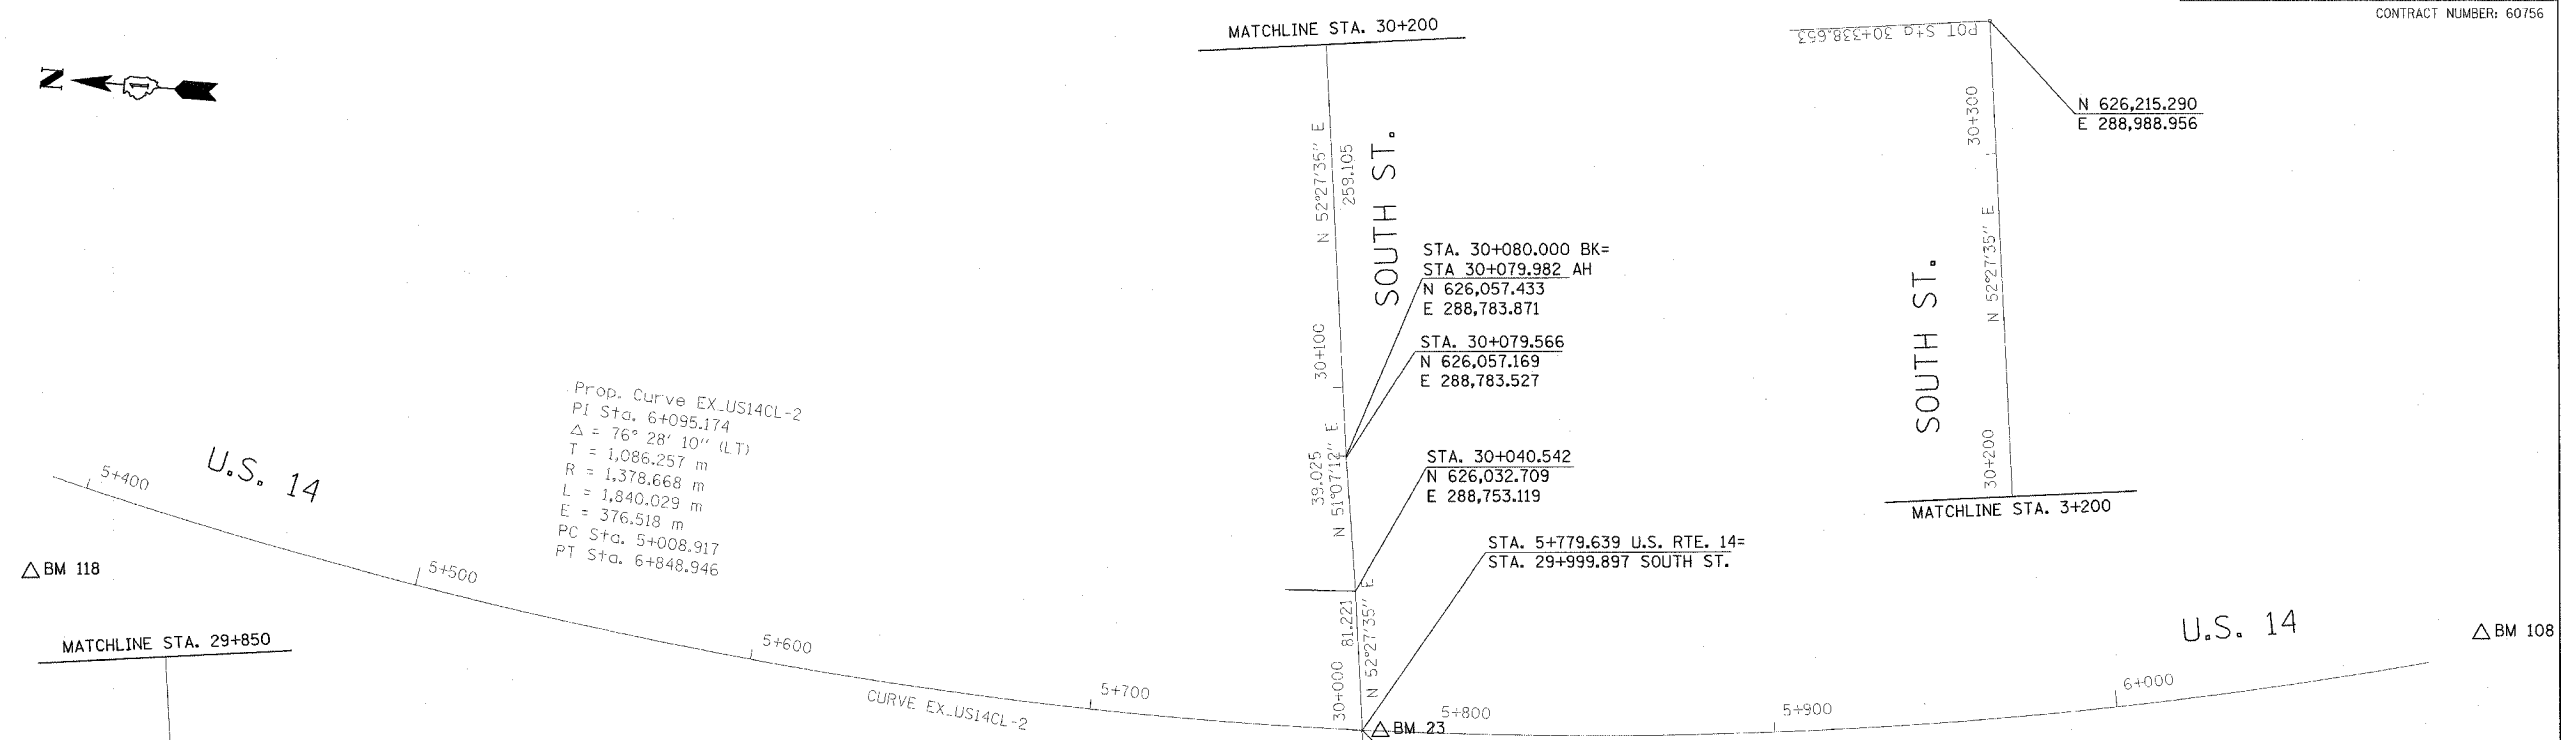 CONTRACT NUMBER: 60756
MATCHLINE STA. 30+200
POT Sta 30+338.653
N
N 626,215.290
E 288,988.956
30+300
N 52°27'35" E
259.105
SOUTH ST.
STA. 30+080.000 BK=
STA 30+079.982 AH
N 626,057.433
E 288,783.871
30+100
STA. 30+079.566
N 626,057.169
E 288,783.527
N 52°27'35" E
SOUTH ST.
30+200
MATCHLINE STA. 3+200
Prop. Curve EX_US14CL-2
PI Sta. 6+095.174
Δ = 76° 28' 10" (LT)
T = 1,086.257 m
R = 1,378.668 m
L = 1,840.029 m
E = 376.518 m
PC Sta. 5+008.917
PT Sta. 6+848.946
39.025
N 51°07'12" E
STA. 30+040.542
N 626,032.709
E 288,753.119
STA. 5+779.639 U.S. RTE. 14=
STA. 29+999.897 SOUTH ST.
5+400
U.S. 14
BM 118
5+500
MATCHLINE STA. 29+850
5+600
CURVE EX_US14CL-2
5+700
30+000
81.221
N 52°27'35" E
BM 23
5+800
5+900
6+000
U.S. 14
BM 108